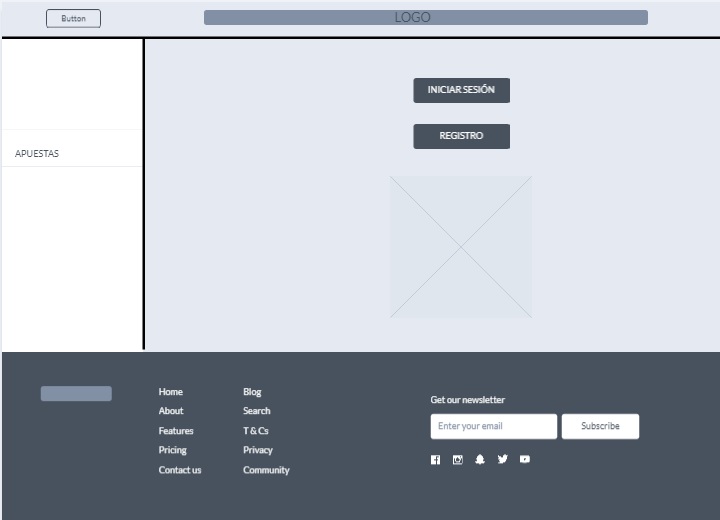 Button
LOGO
INICIAR SESIÓN
REGISTRO
APUESTAS
Home
About
Features
Pricing
Contact us
Blog
Search
T & Cs
Privacy
Community
Get our newsletter
Enter your email
Subscribe